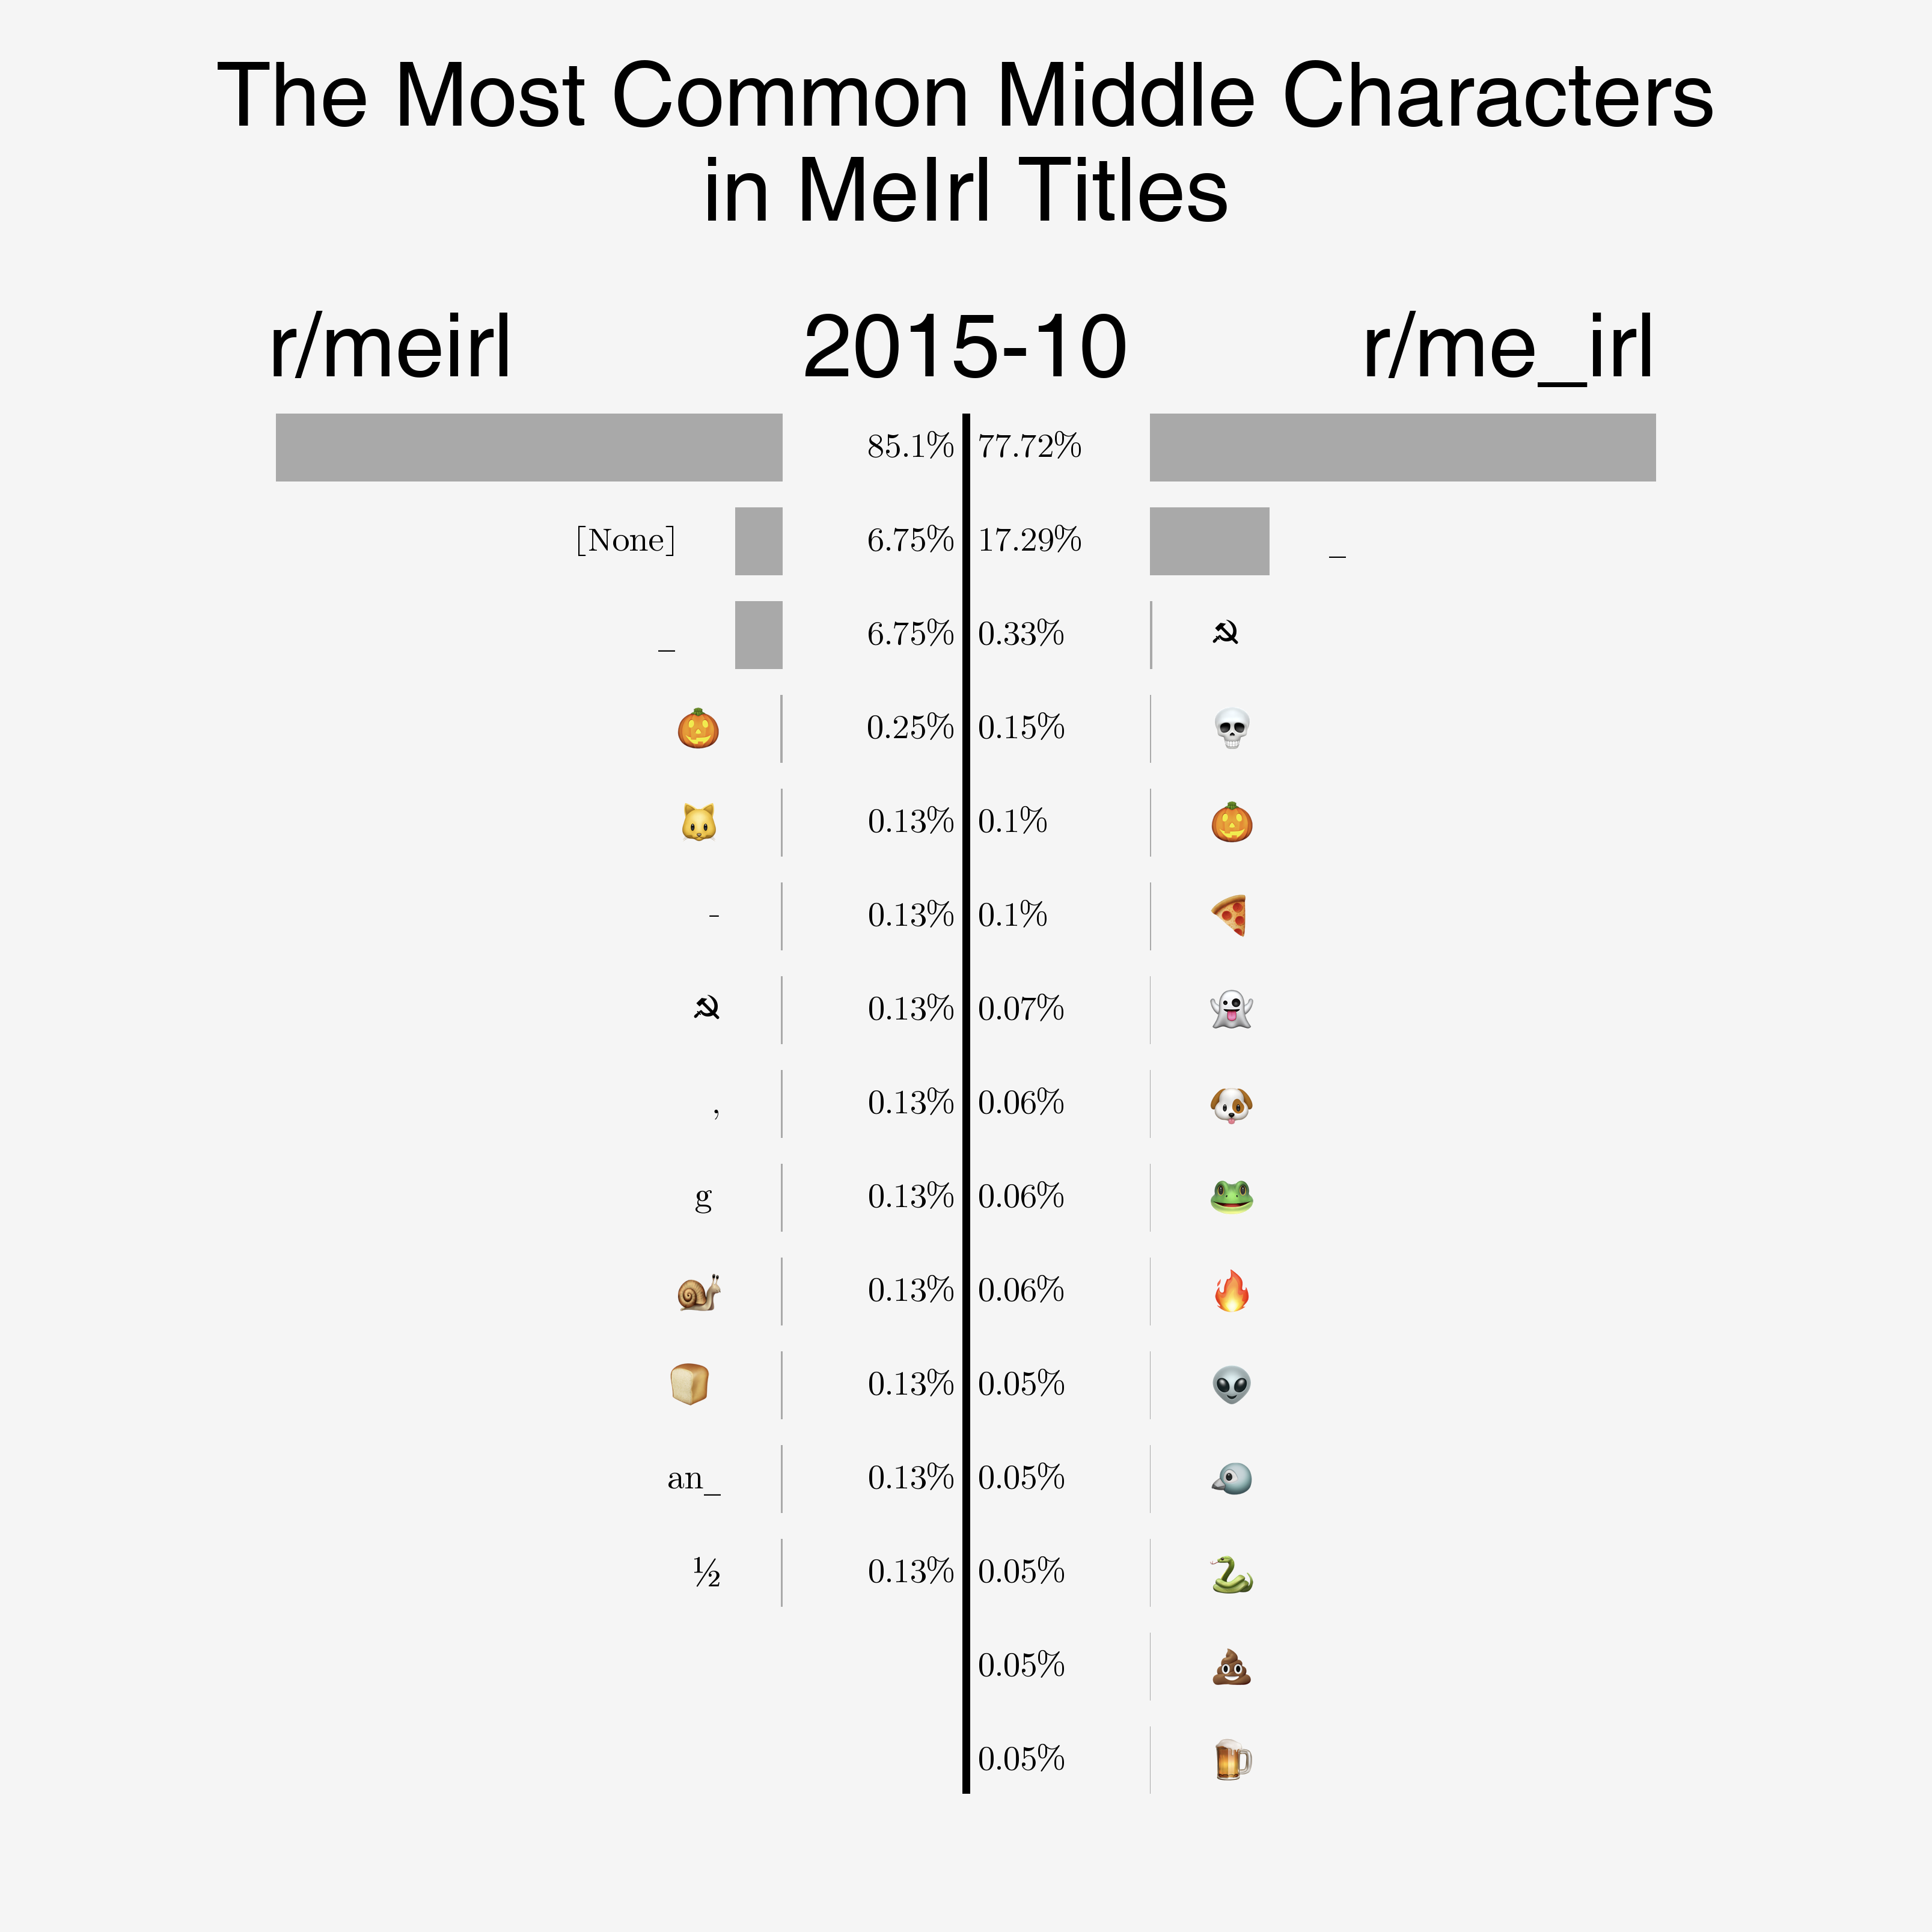 The Most Common Middle Characters
in MeIrl Titles
r/meirl 2015-10 r/me_irl
85.1% 77.72%
[None] 6.75% 17.29% _
_ 6.75% 0.33% ☭
🎃 0.25% 0.15% 💀
🐱 0.13% 0.1% 🎃
- 0.13% 0.1% 🍕
☭ 0.13% 0.07% 👻
, 0.13% 0.06% 🐶
g 0.13% 0.06% 🐸
🐌 0.13% 0.06% 🔥
🍞 0.13% 0.05% 👽
an_ 0.13% 0.05% 🐦
½ 0.13% 0.05% 🐍
0.05% 💩
0.05% 🍺